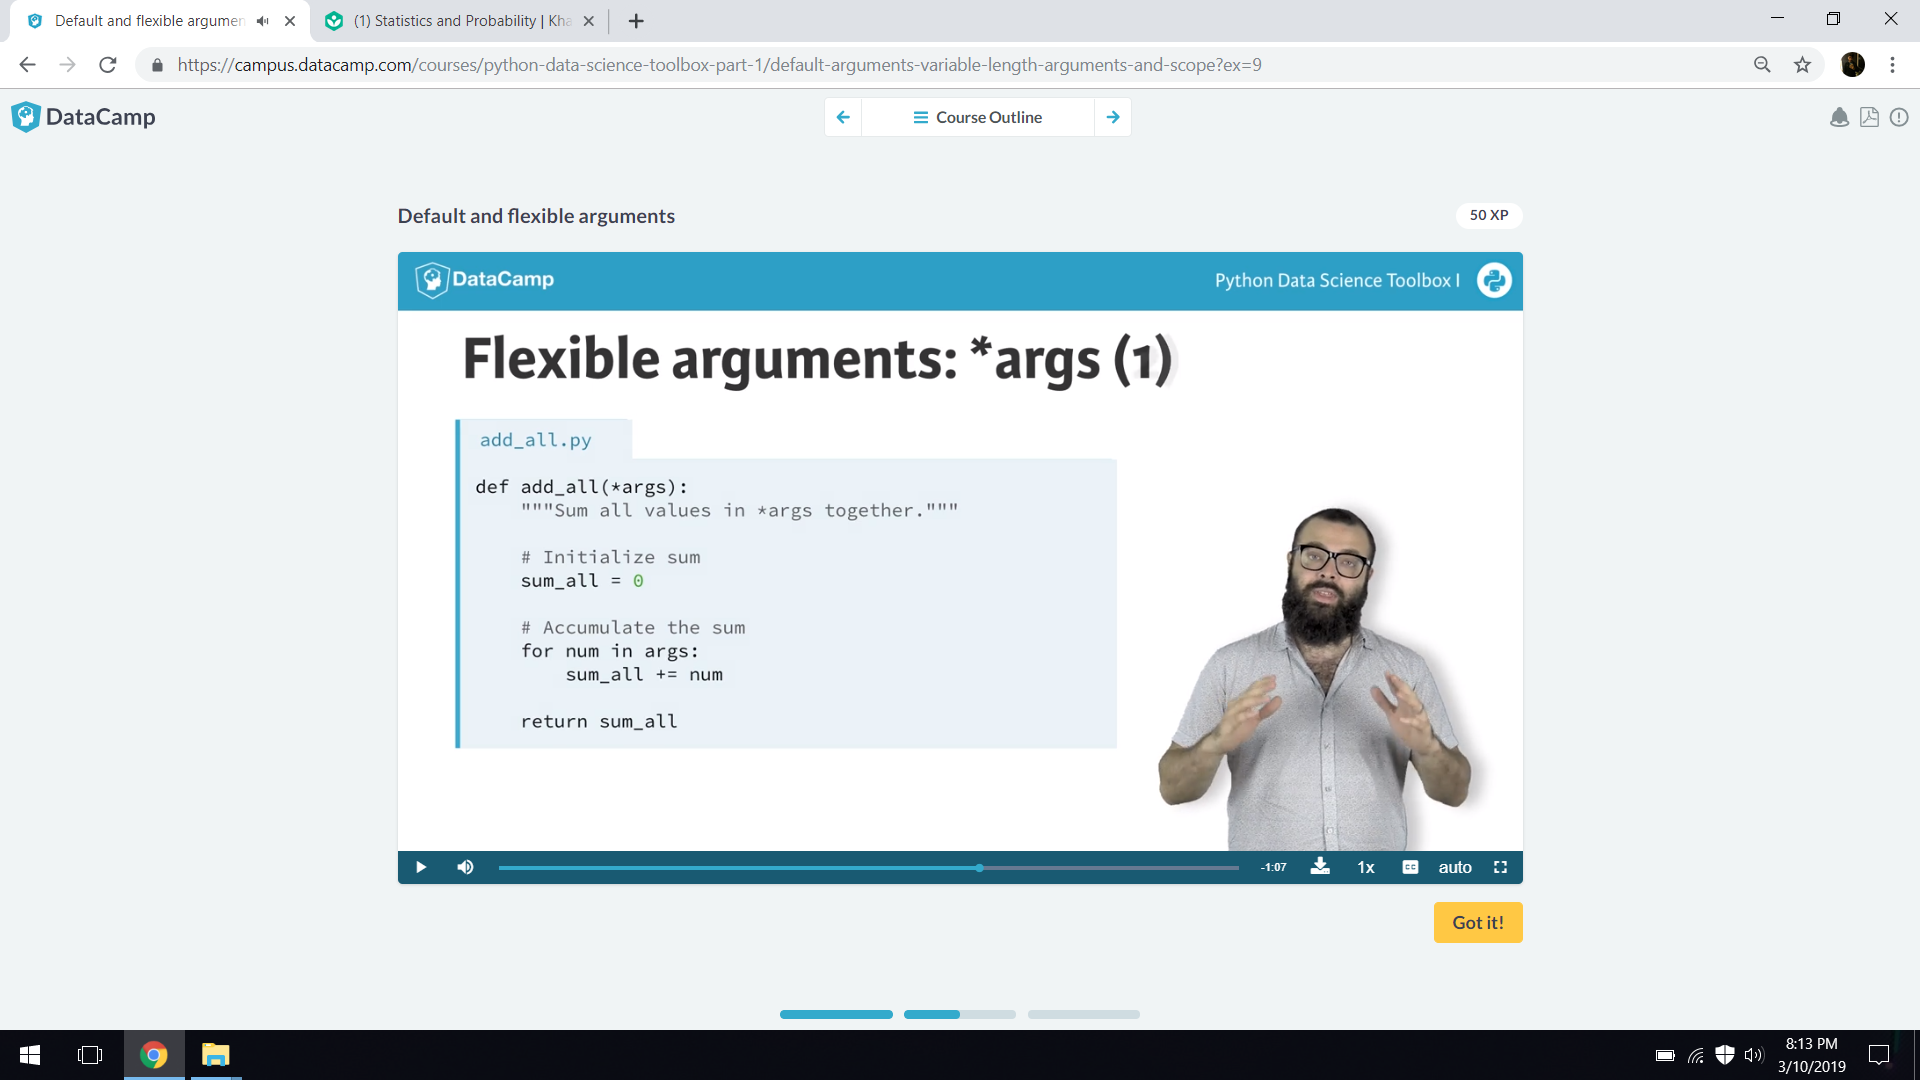 Default and flexible argumen
(1) Statistics and Probability | Kha
https://campus.datacamp.com/courses/python-data-science-toolbox-part-1/default-arguments-variable-length-arguments-and-scope?ex=9
DataCamp
Course Outline
Default and flexible arguments
50 XP
DataCamp
Python Data Science Toolbox I
Flexible arguments: *args (1)
add_all.py
def add_all(*args):
"""Sum all values in *args together."""
# Initialize sum
sum_all = 0
# Accumulate the sum
for num in args:
sum_all += num
return sum_all
-1:07
1x
CC
auto
Got it!
8:13 PM
3/10/2019